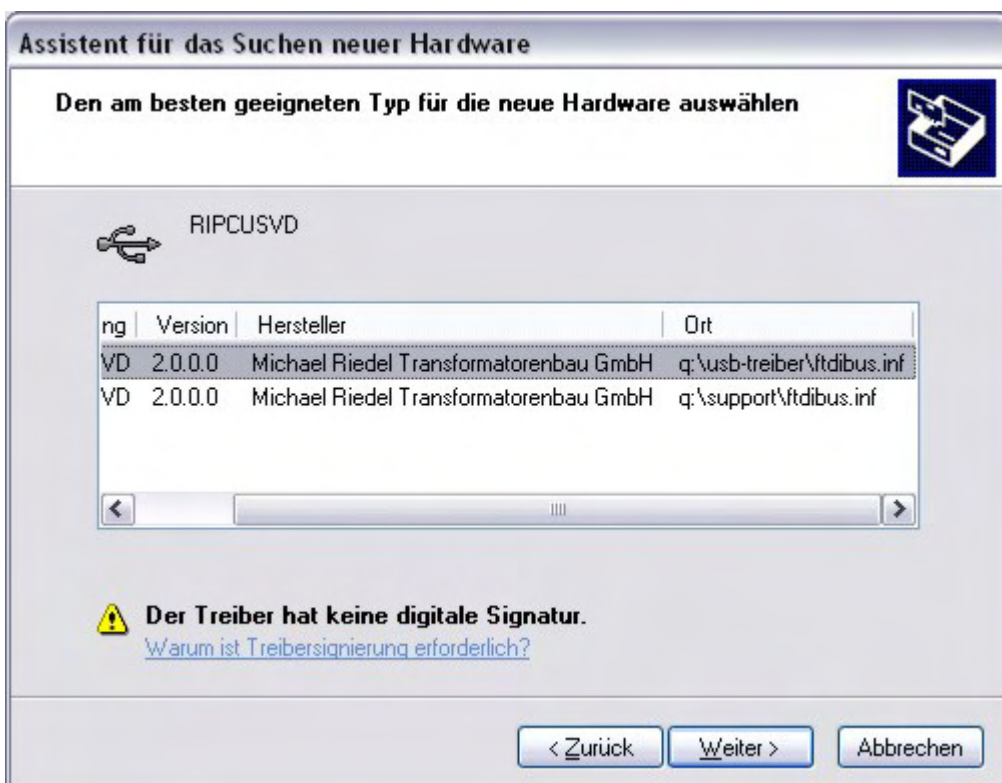 Assistent für das Suchen neuer Hardware
Den am besten geeigneten Typ für die neue Hardware auswählen
RIPCUSVD
ng Version Hersteller Ort
VD 2.0.0.0 Michael Riedel Transformatorenbau GmbH q:\usb-treiber\ftdibus.inf
VD 2.0.0.0 Michael Riedel Transformatorenbau GmbH q:\support\ftdibus.inf
Der Treiber hat keine digitale Signatur.
Warum ist Treibersignierung erforderlich?
< Zurück Weiter > Abbrechen